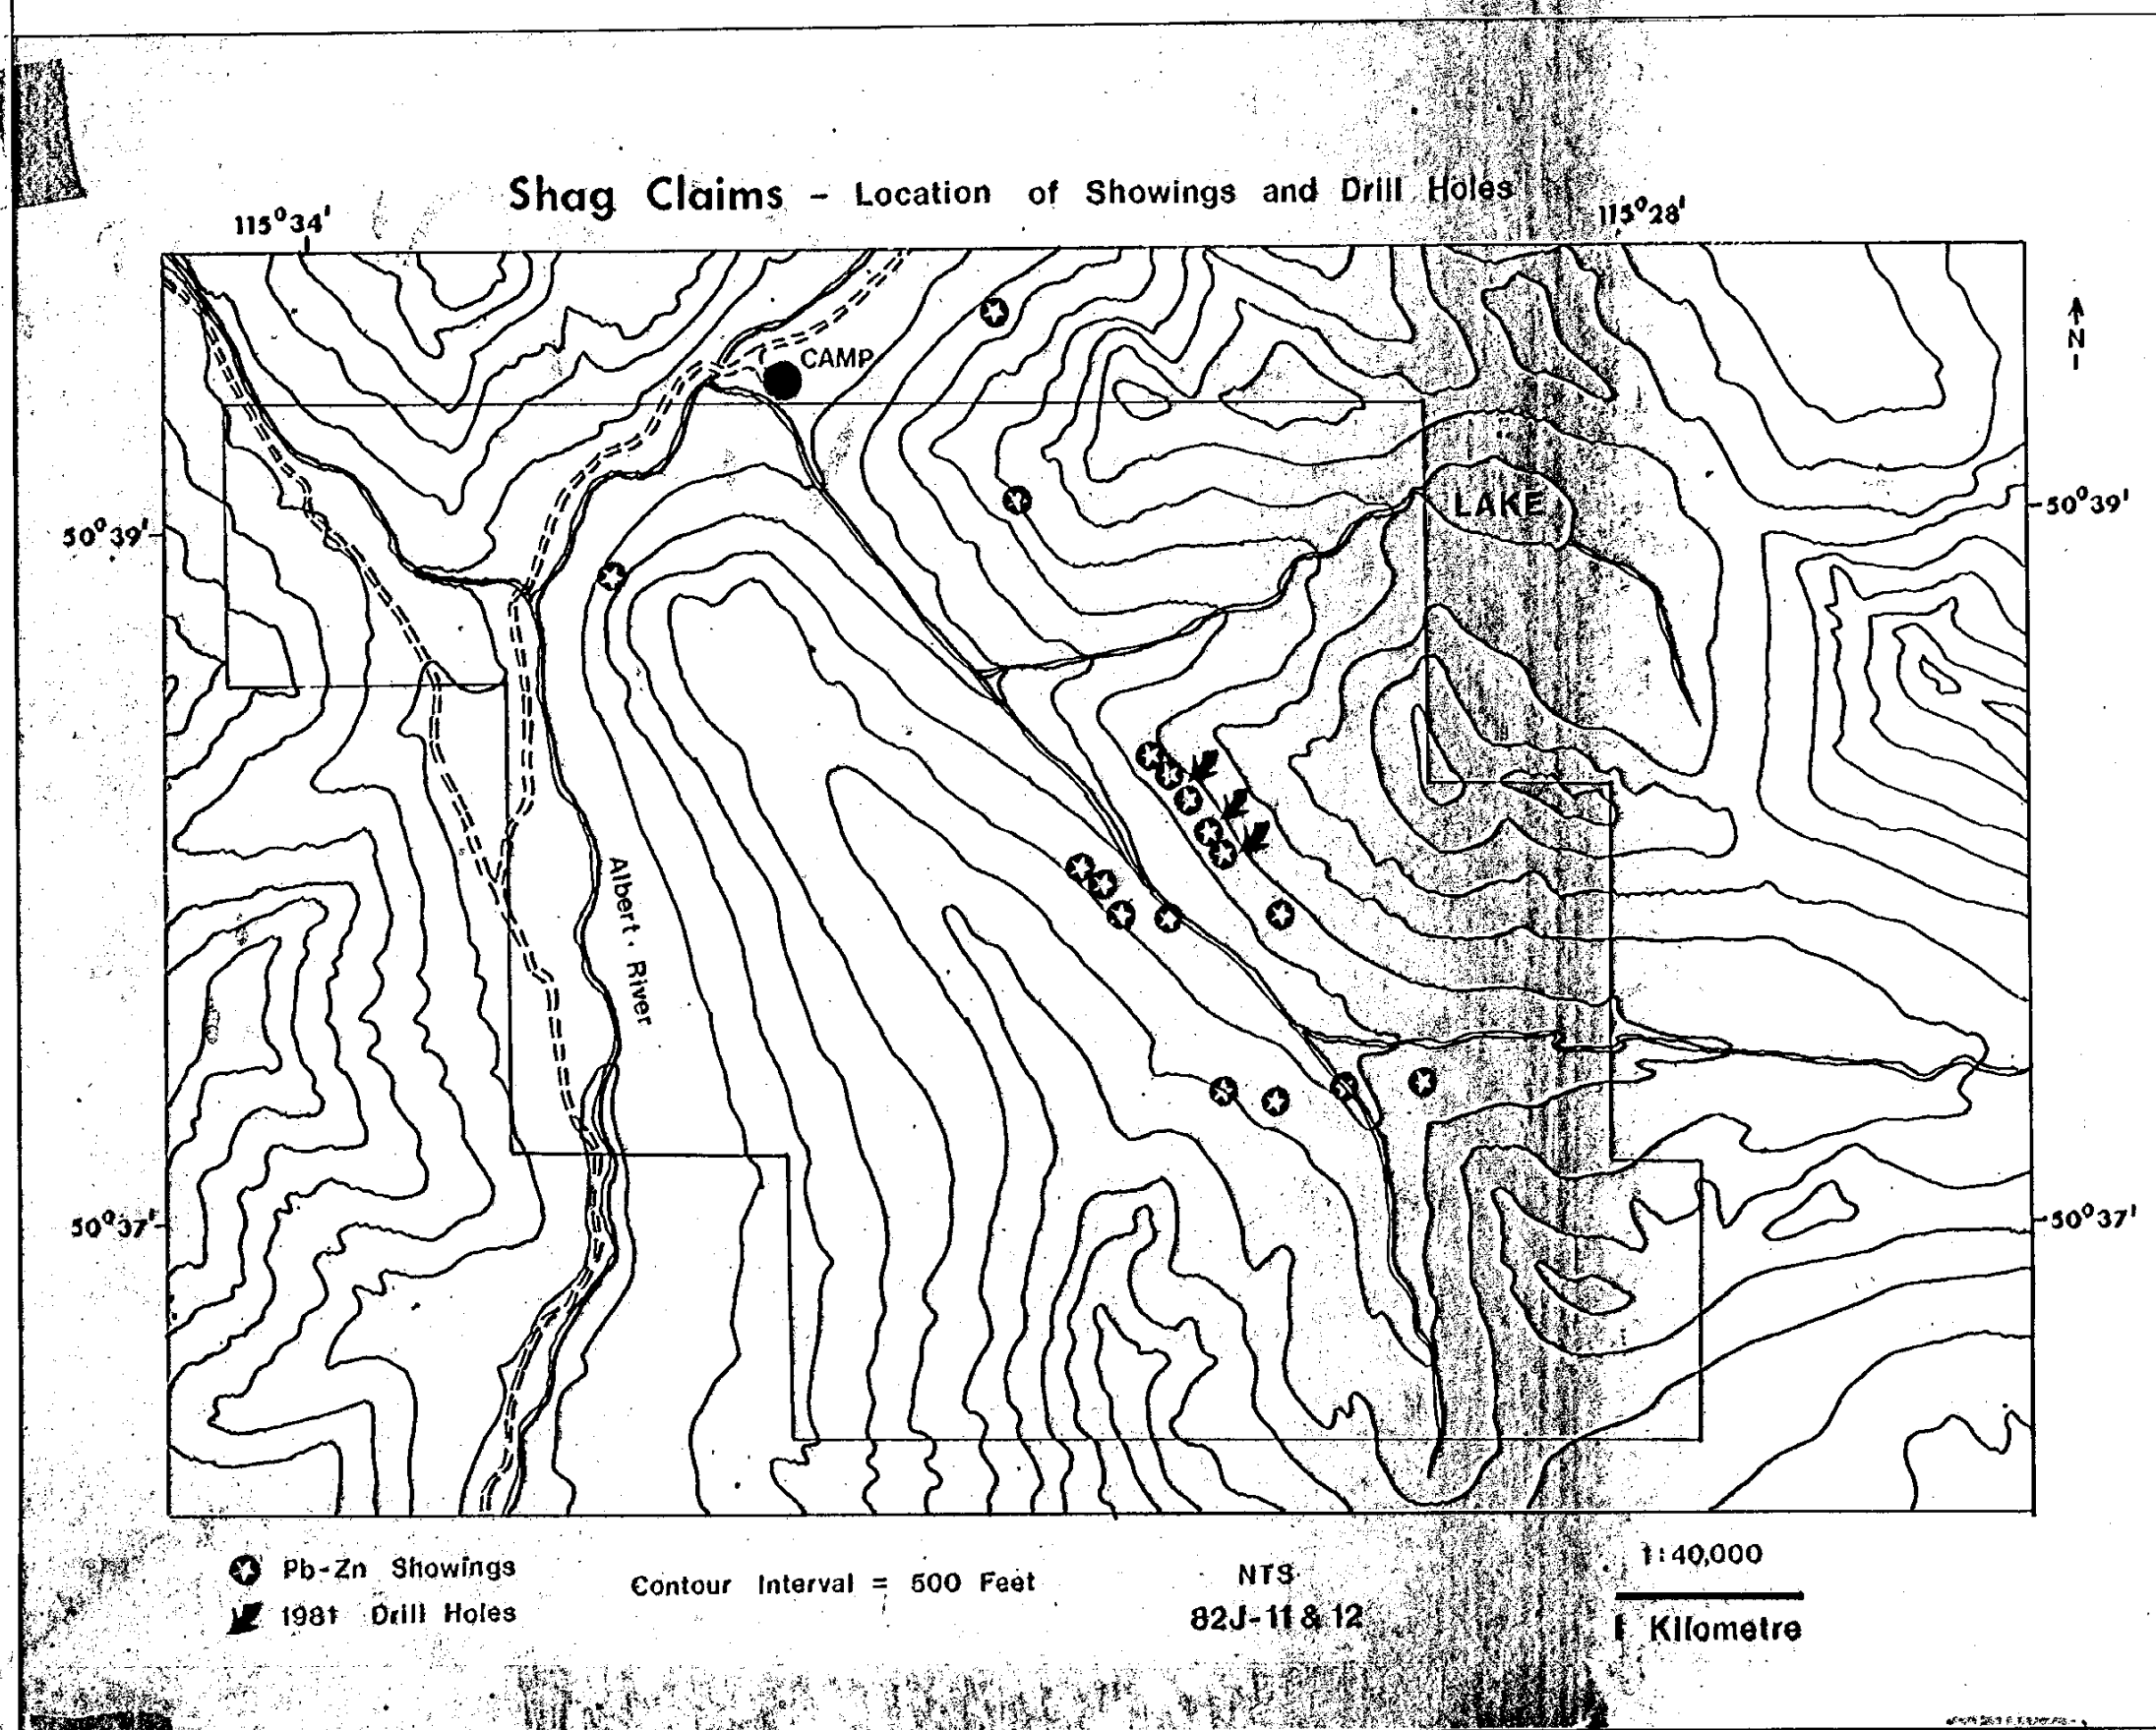 Shag Claims - Location of Showings and Drill Holes
115°34'
115°28'
N
CAMP
LAKE
50°39'
50°39'
Albert River
50°37'
50°37'
Pb-Zn Showings
1981 Drill Holes
Contour Interval = 500 Feet
NTS
82J-11 & 12
1:40,000
1 Kilometre